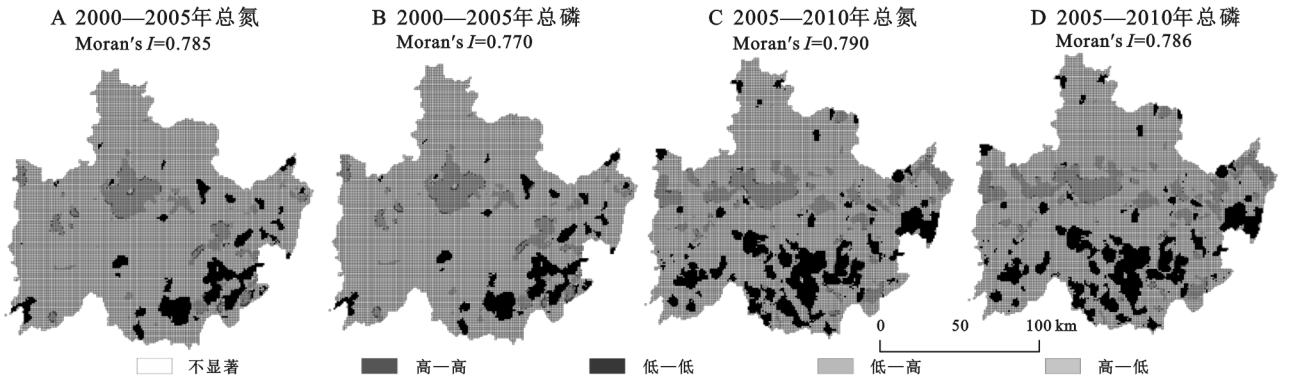 A 2000—2005年总氮
Moran's I=0.785
B 2000—2005年总磷
Moran's I=0.770
C 2005—2010年总氮
Moran's I=0.790
D 2005—2010年总磷
Moran's I=0.786
0 50 100 km
不显著 高—高 低—低 低—高 高—低